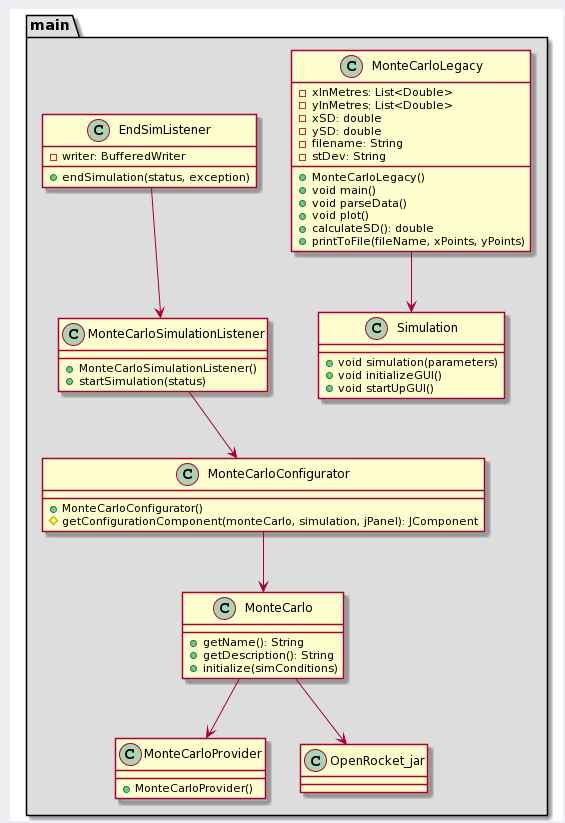 main
C MonteCarloLegacy
xInMetres: List<Double>
yInMetres: List<Double>
xSD: double
ySD: double
filename: String
stDev: String
MonteCarloLegacy()
void main()
void parseData()
void plot()
calculateSD(): double
printToFile(fileName, xPoints, yPoints)
C EndSimListener
writer: BufferedWriter
endSimulation(status, exception)
C MonteCarloSimulationListener
MonteCarloSimulationListener()
startSimulation(status)
C Simulation
void simulation(parameters)
void initializeGUI()
void startUpGUI()
C MonteCarloConfigurator
MonteCarloConfigurator()
getConfigurationComponent(monteCarlo, simulation, jPanel): JComponent
C MonteCarlo
getName(): String
getDescription(): String
initialize(simConditions)
C MonteCarloProvider
MonteCarloProvider()
C OpenRocket_jar